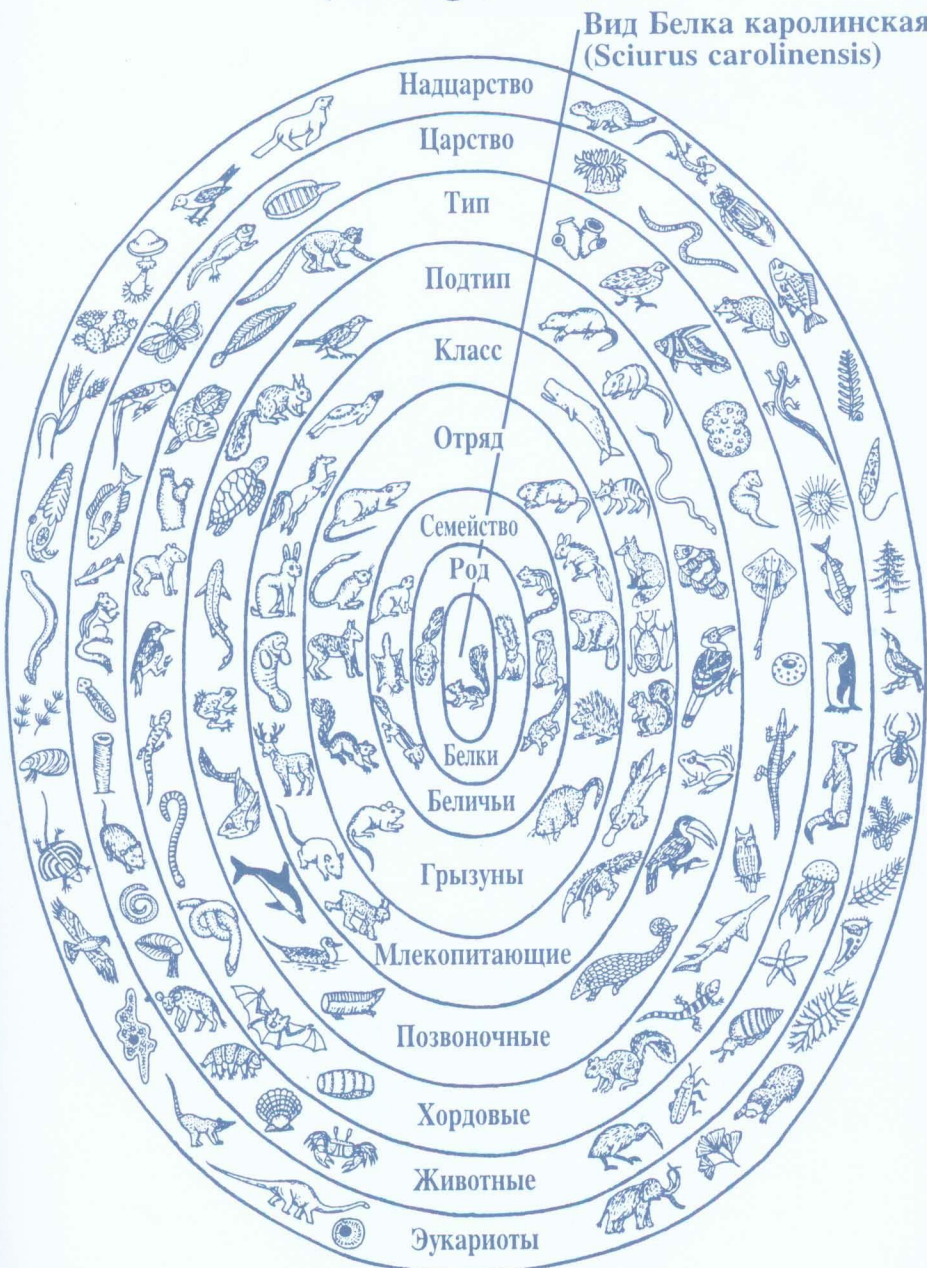 Вид Белка каролинская
(Sciurus carolinensis)
Надцарство
Царство
Тип
Подтип
Класс
Отряд
Семейство
Род
Белки
Беличьи
Грызуны
Млекопитающие
Позвоночные
Хордовые
Животные
Эукариоты